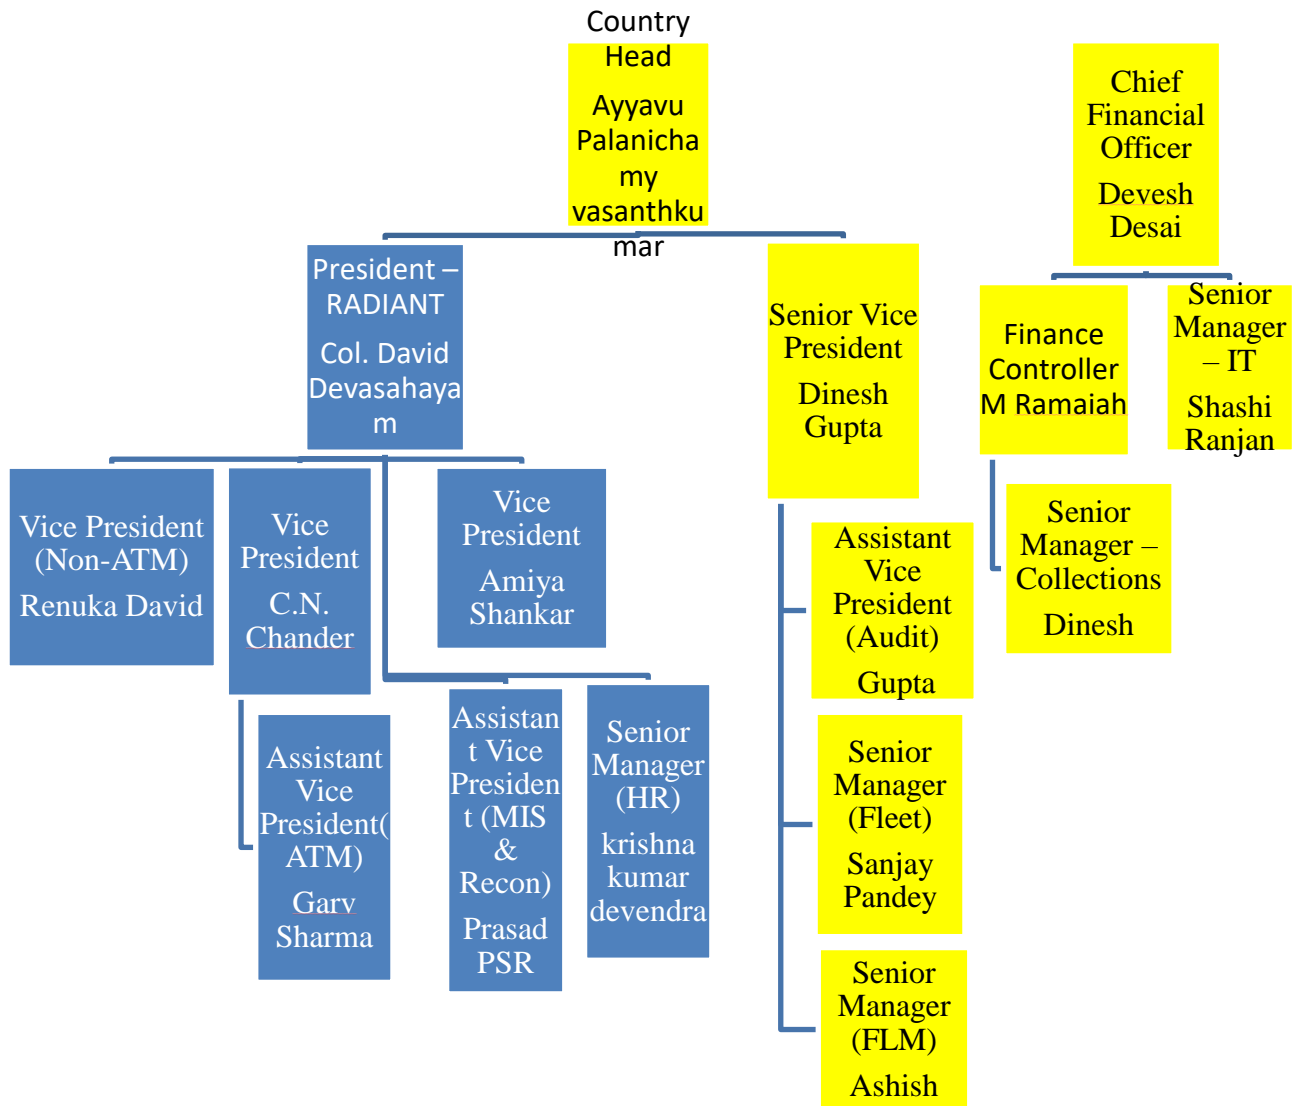 Country
Head
Ayyavu
Palanicha
my
vasanthku
mar
Chief
Financial
Officer
Devesh
Desai
President –
RADIANT
Col. David
Devasahaya
m
Senior Vice
President
Dinesh
Gupta
Finance
Controller
M Ramaiah
Senior
Manager
– IT
Shashi
Ranjan
Vice President
(Non-ATM)
Renuka David
Vice
President
C.N.
Chander
Vice
President
Amiya
Shankar
Assistant
Vice
President
(Audit)
Gupta
Senior
Manager –
Collections
Dinesh
Assistant
Vice
President(
ATM)
Garv
Sharma
Assistan
t Vice
Presiden
t (MIS
&
Recon)
Prasad
PSR
Senior
Manager
(HR)
krishna
kumar
devendra
Senior
Manager
(Fleet)
Sanjay
Pandey
Senior
Manager
(FLM)
Ashish